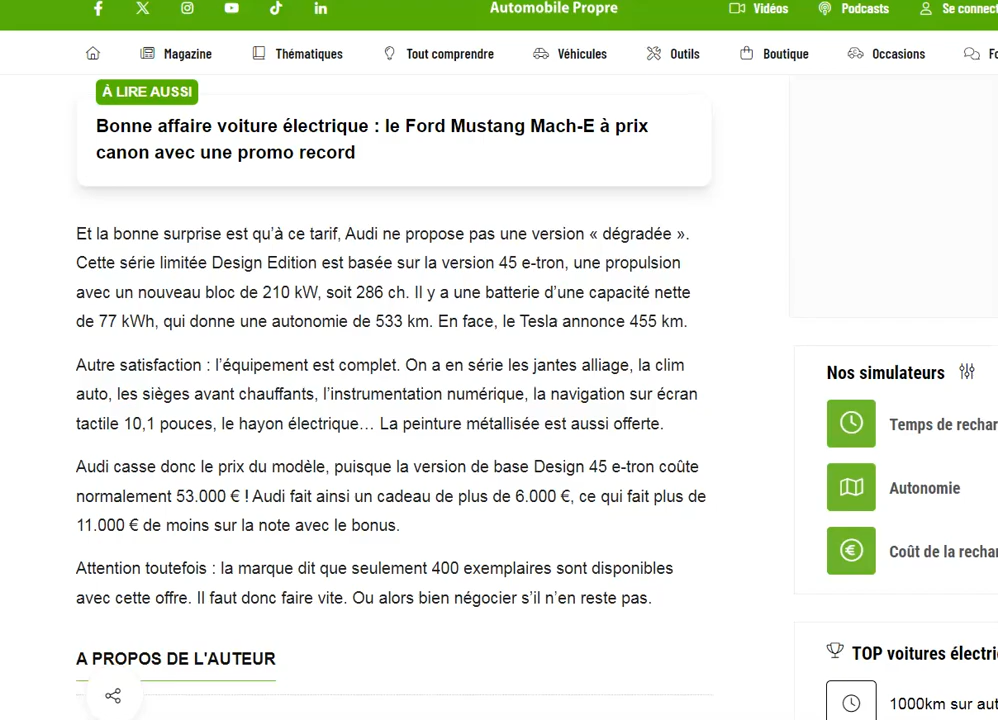 Automobile Propre
Vidéos
Podcasts
Se connect
Magazine
Thématiques
Tout comprendre
Véhicules
Outils
Boutique
Occasions
Fo
À LIRE AUSSI
Bonne affaire voiture électrique : le Ford Mustang Mach-E à prix
canon avec une promo record
Et la bonne surprise est qu'à ce tarif, Audi ne propose pas une version « dégradée ».
Cette série limitée Design Edition est basée sur la version 45 e-tron, une propulsion
avec un nouveau bloc de 210 kW, soit 286 ch. Il y a une batterie d'une capacité nette
de 77 kWh, qui donne une autonomie de 533 km. En face, le Tesla annonce 455 km.
Autre satisfaction : l'équipement est complet. On a en série les jantes alliage, la clim
auto, les sièges avant chauffants, l'instrumentation numérique, la navigation sur écran
tactile 10,1 pouces, le hayon électrique… La peinture métallisée est aussi offerte.
Audi casse donc le prix du modèle, puisque la version de base Design 45 e-tron coûte
normalement 53.000 € ! Audi fait ainsi un cadeau de plus de 6.000 €, ce qui fait plus de
11.000 € de moins sur la note avec le bonus.
Attention toutefois : la marque dit que seulement 400 exemplaires sont disponibles
avec cette offre. Il faut donc faire vite. Ou alors bien négocier s'il n'en reste pas.
A PROPOS DE L'AUTEUR
Nos simulateurs
Temps de rechar
Autonomie
Coût de la rechar
TOP voitures électri
1000km sur aut